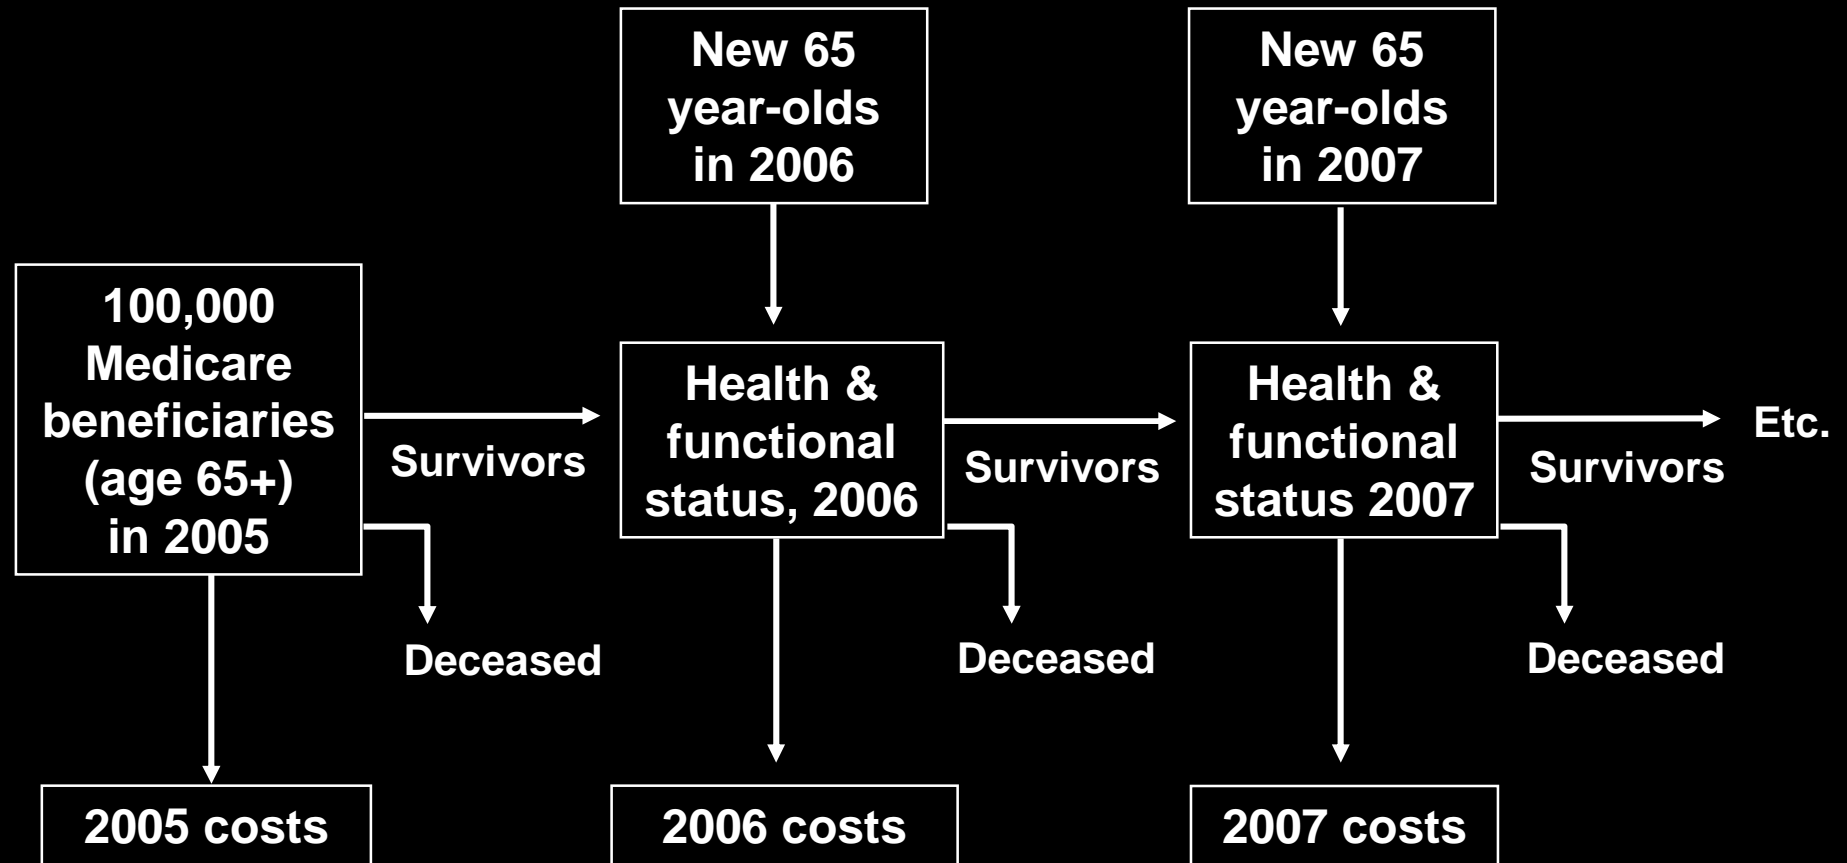 New 65
year-olds
in 2006
New 65
year-olds
in 2007
100,000
Medicare
beneficiaries
(age 65+)
in 2005
Survivors
Deceased
Health &
functional
status, 2006
Survivors
Deceased
Health &
functional
status 2007
Survivors
Deceased
Etc.
2005 costs
2006 costs
2007 costs